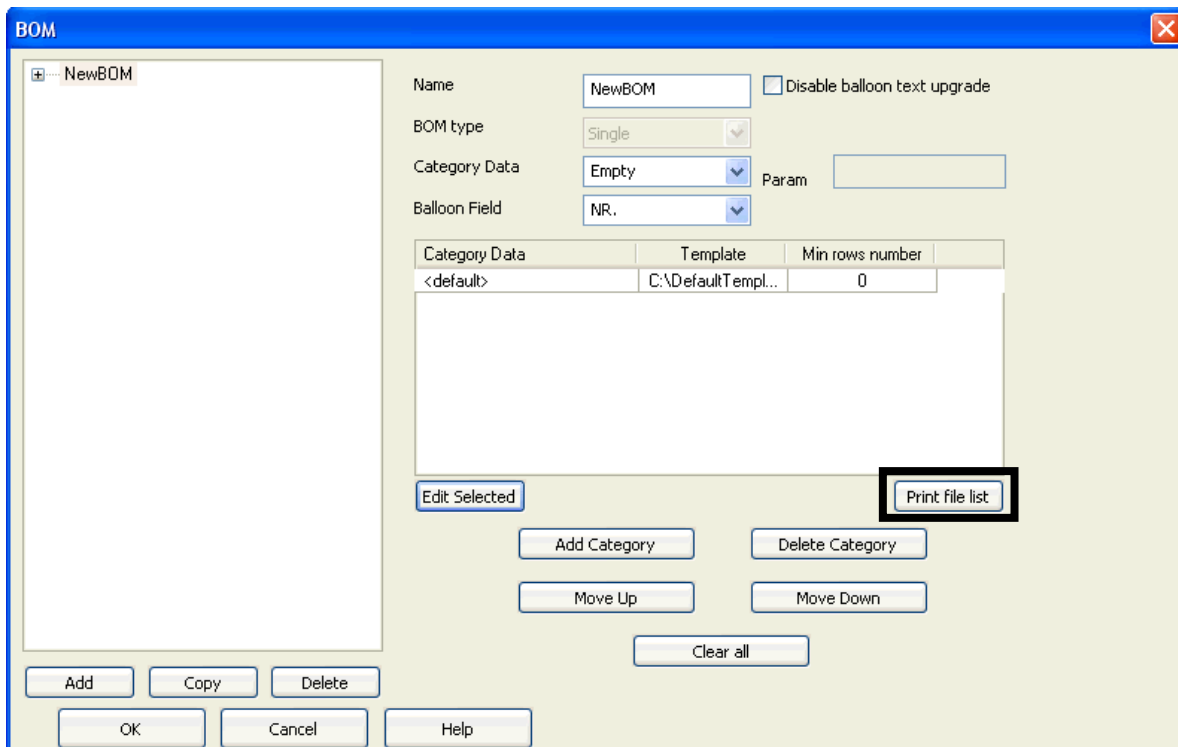 BOM
NewBOM
Name NewBOM Disable balloon text upgrade
BOM type Single
Category Data Empty Param
Balloon Field NR.
Category Data Template Min rows number
<default> C:\DefaultTempl... 0
Edit Selected Print file list
Add Category Delete Category
Move Up Move Down
Clear all
Add Copy Delete
OK Cancel Help